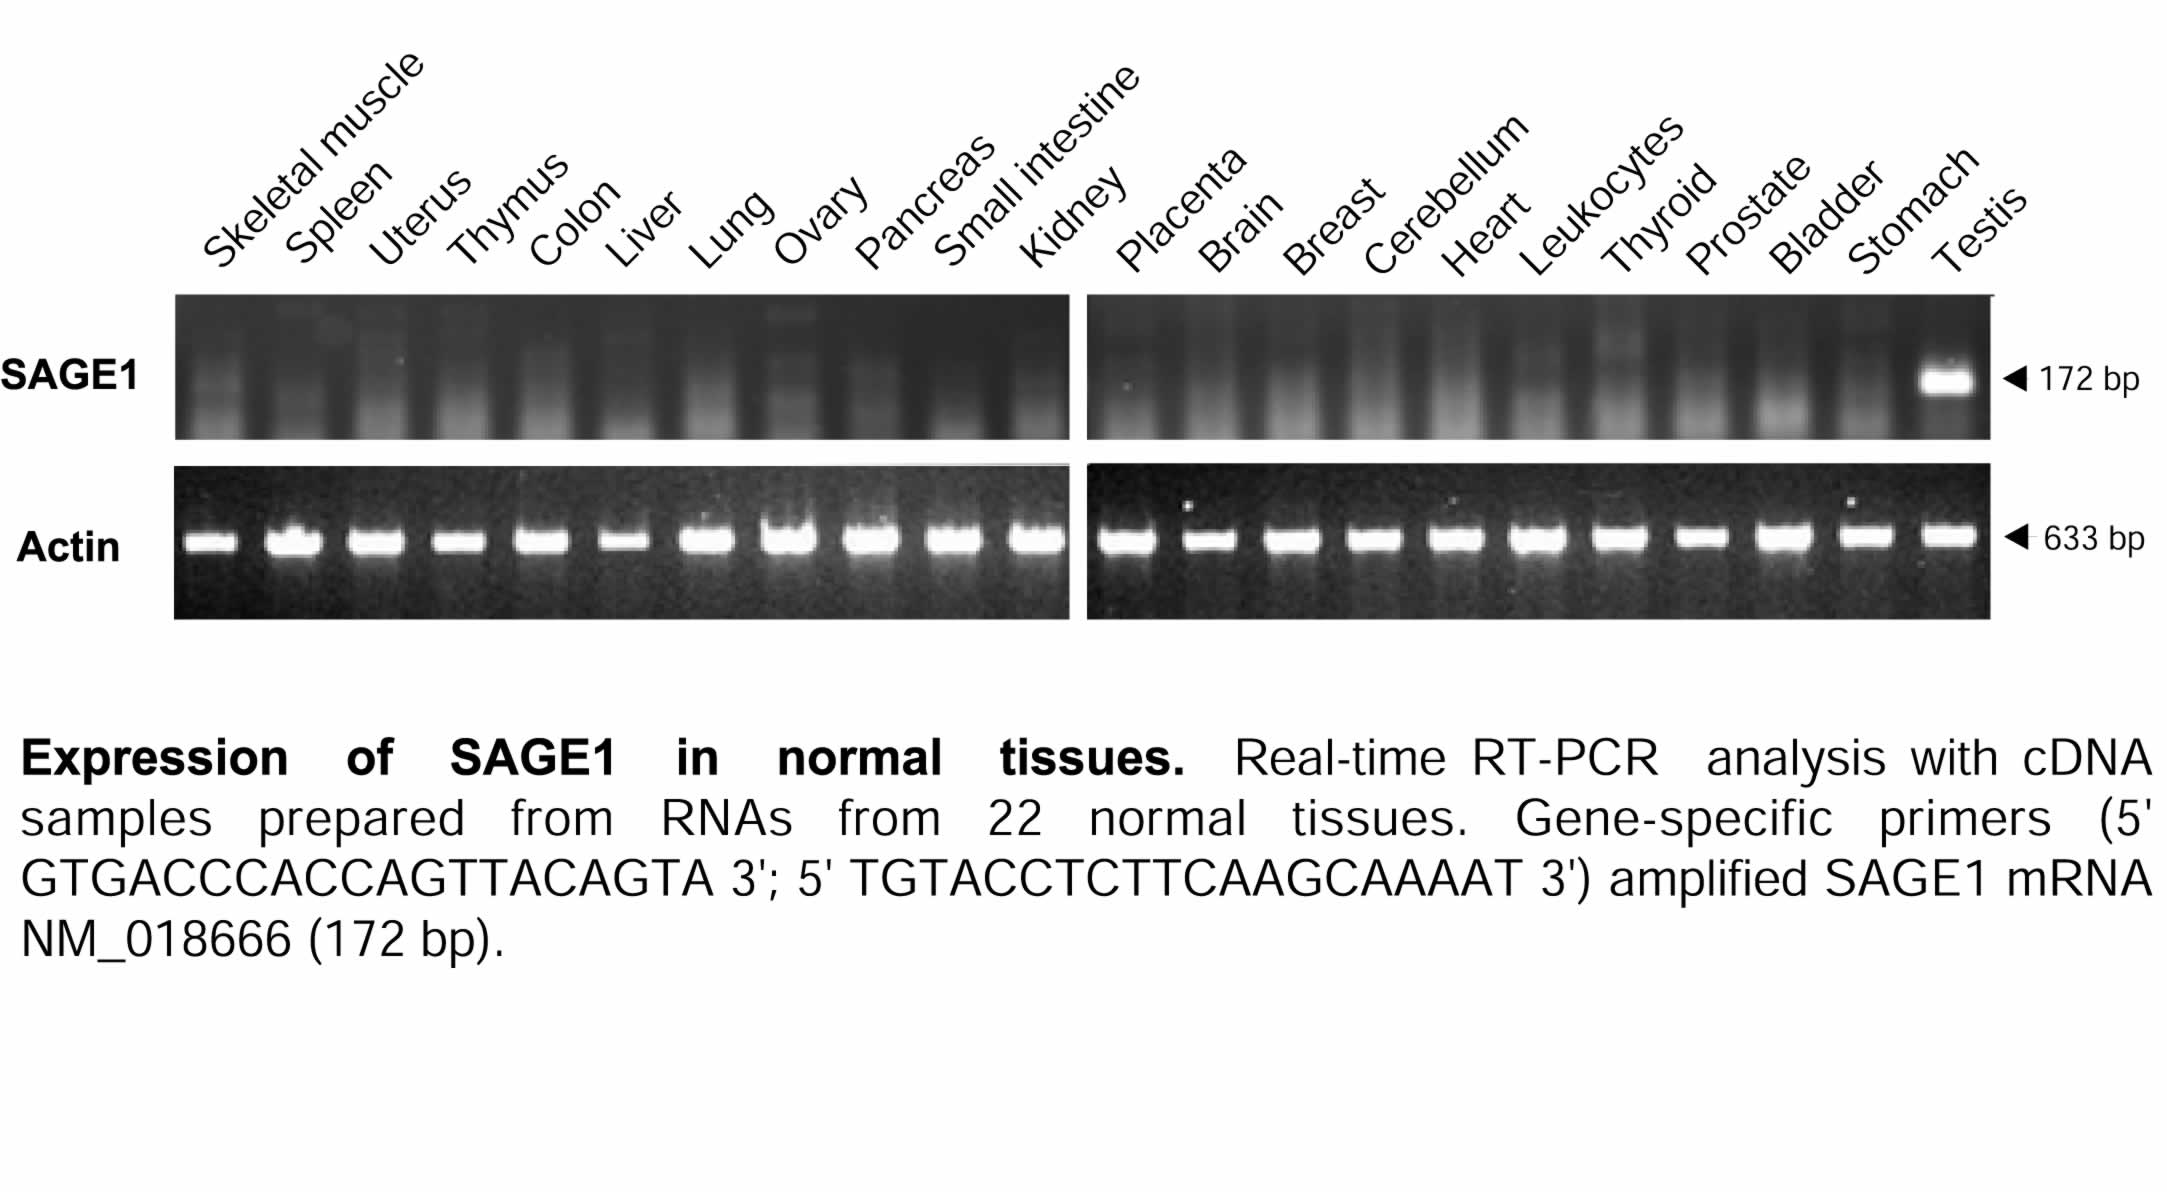 Skeletal muscle
Spleen
Uterus
Thymus
Colon
Liver
Lung
Ovary
Pancreas
Small intestine
Kidney
Placenta
Brain
Breast
Cerebellum
Heart
Leukocytes
Thyroid
Prostate
Bladder
Stomach
Testis
SAGE1
172 bp
Actin
633 bp
Expression of SAGE1 in normal tissues. Real-time RT-PCR analysis with cDNA
samples prepared from RNAs from 22 normal tissues. Gene-specific primers (5'
GTGACCCACCAGTTACAGTA 3'; 5' TGTACCTCTTCAAGCAAAAT 3') amplified SAGE1 mRNA
NM_018666 (172 bp).